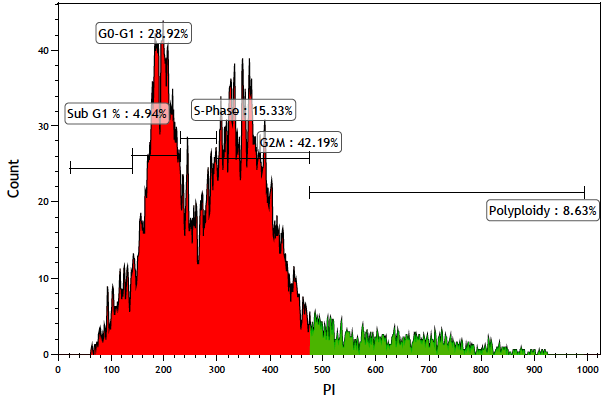 G0-G1 : 28.92%
Sub G1 % : 4.94%
S-Phase : 15.33%
G2M : 42.19%
Polyploidy : 8.63%
Count
40
30
20
10
0
0 100 200 300 400 500 600 700 800 900 1000
PI